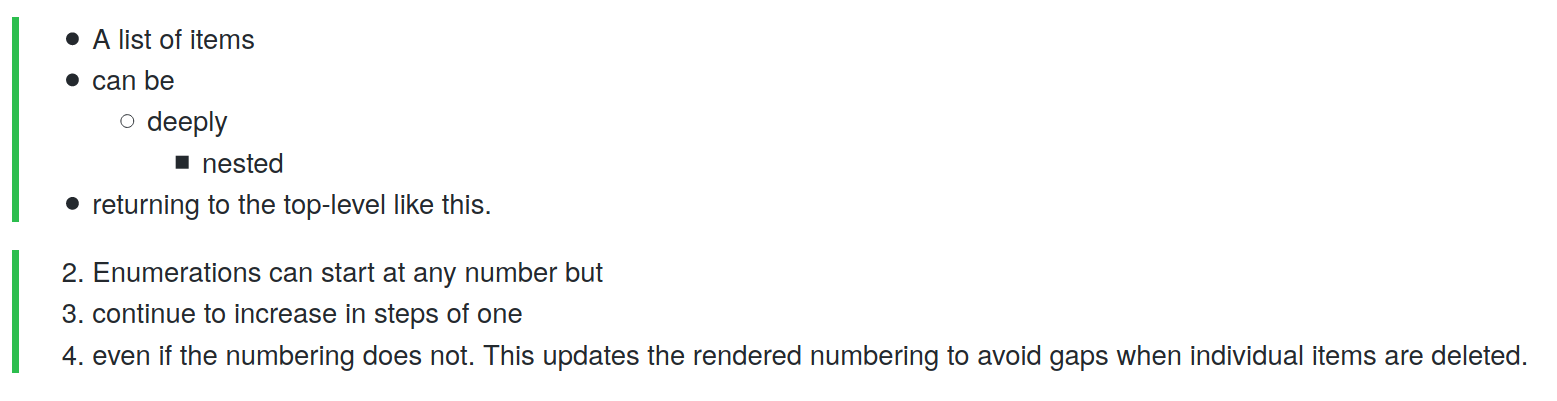 ● A list of items
● can be
○ deeply
■ nested
● returning to the top-level like this.
2. Enumerations can start at any number but
3. continue to increase in steps of one
4. even if the numbering does not. This updates the rendered numbering to avoid gaps when individual items are deleted.